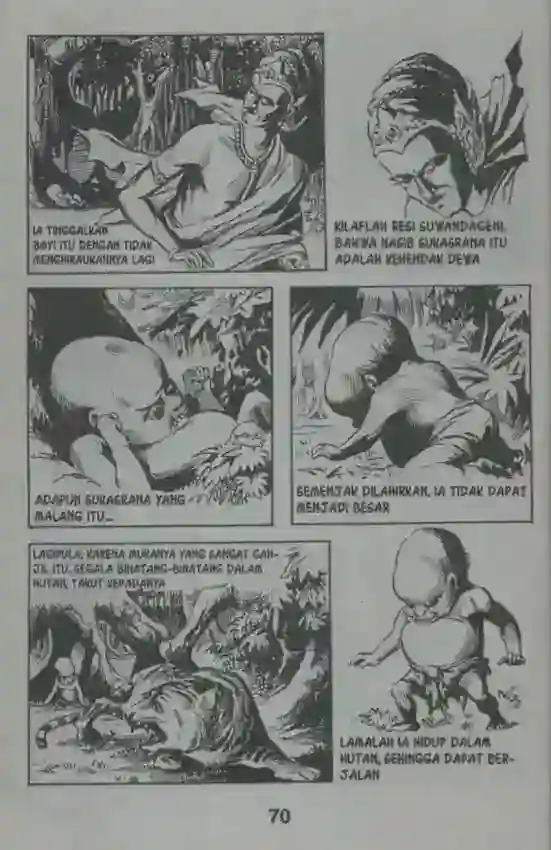 IA TINGGALKAN
BAYI ITU DENGAN TIDAK
MENGHIRAUKANNYA LAGI
KILAFLAH RESI SUWANDAGENI,
BAHWA NASIB SUKASRANA ITU
ADALAH KEHENDAK DEWA
ADAPUN SUKASRANA YANG
MALANG ITU...
SEMENJAK DILAHIRKAN, IA TIDAK DAPAT
MENJADI BESAR
LAGIPULA, KARENA MUKANYA YANG SANGAT GAN-
JIL ITU, SEGALA BINATANG-BINATANG DALAM
HUTAN, TAKUT KEPADANYA
LAMALAH IA HIDUP DALAM
HUTAN, SEHINGGA DAPAT BER-
JALAN
70